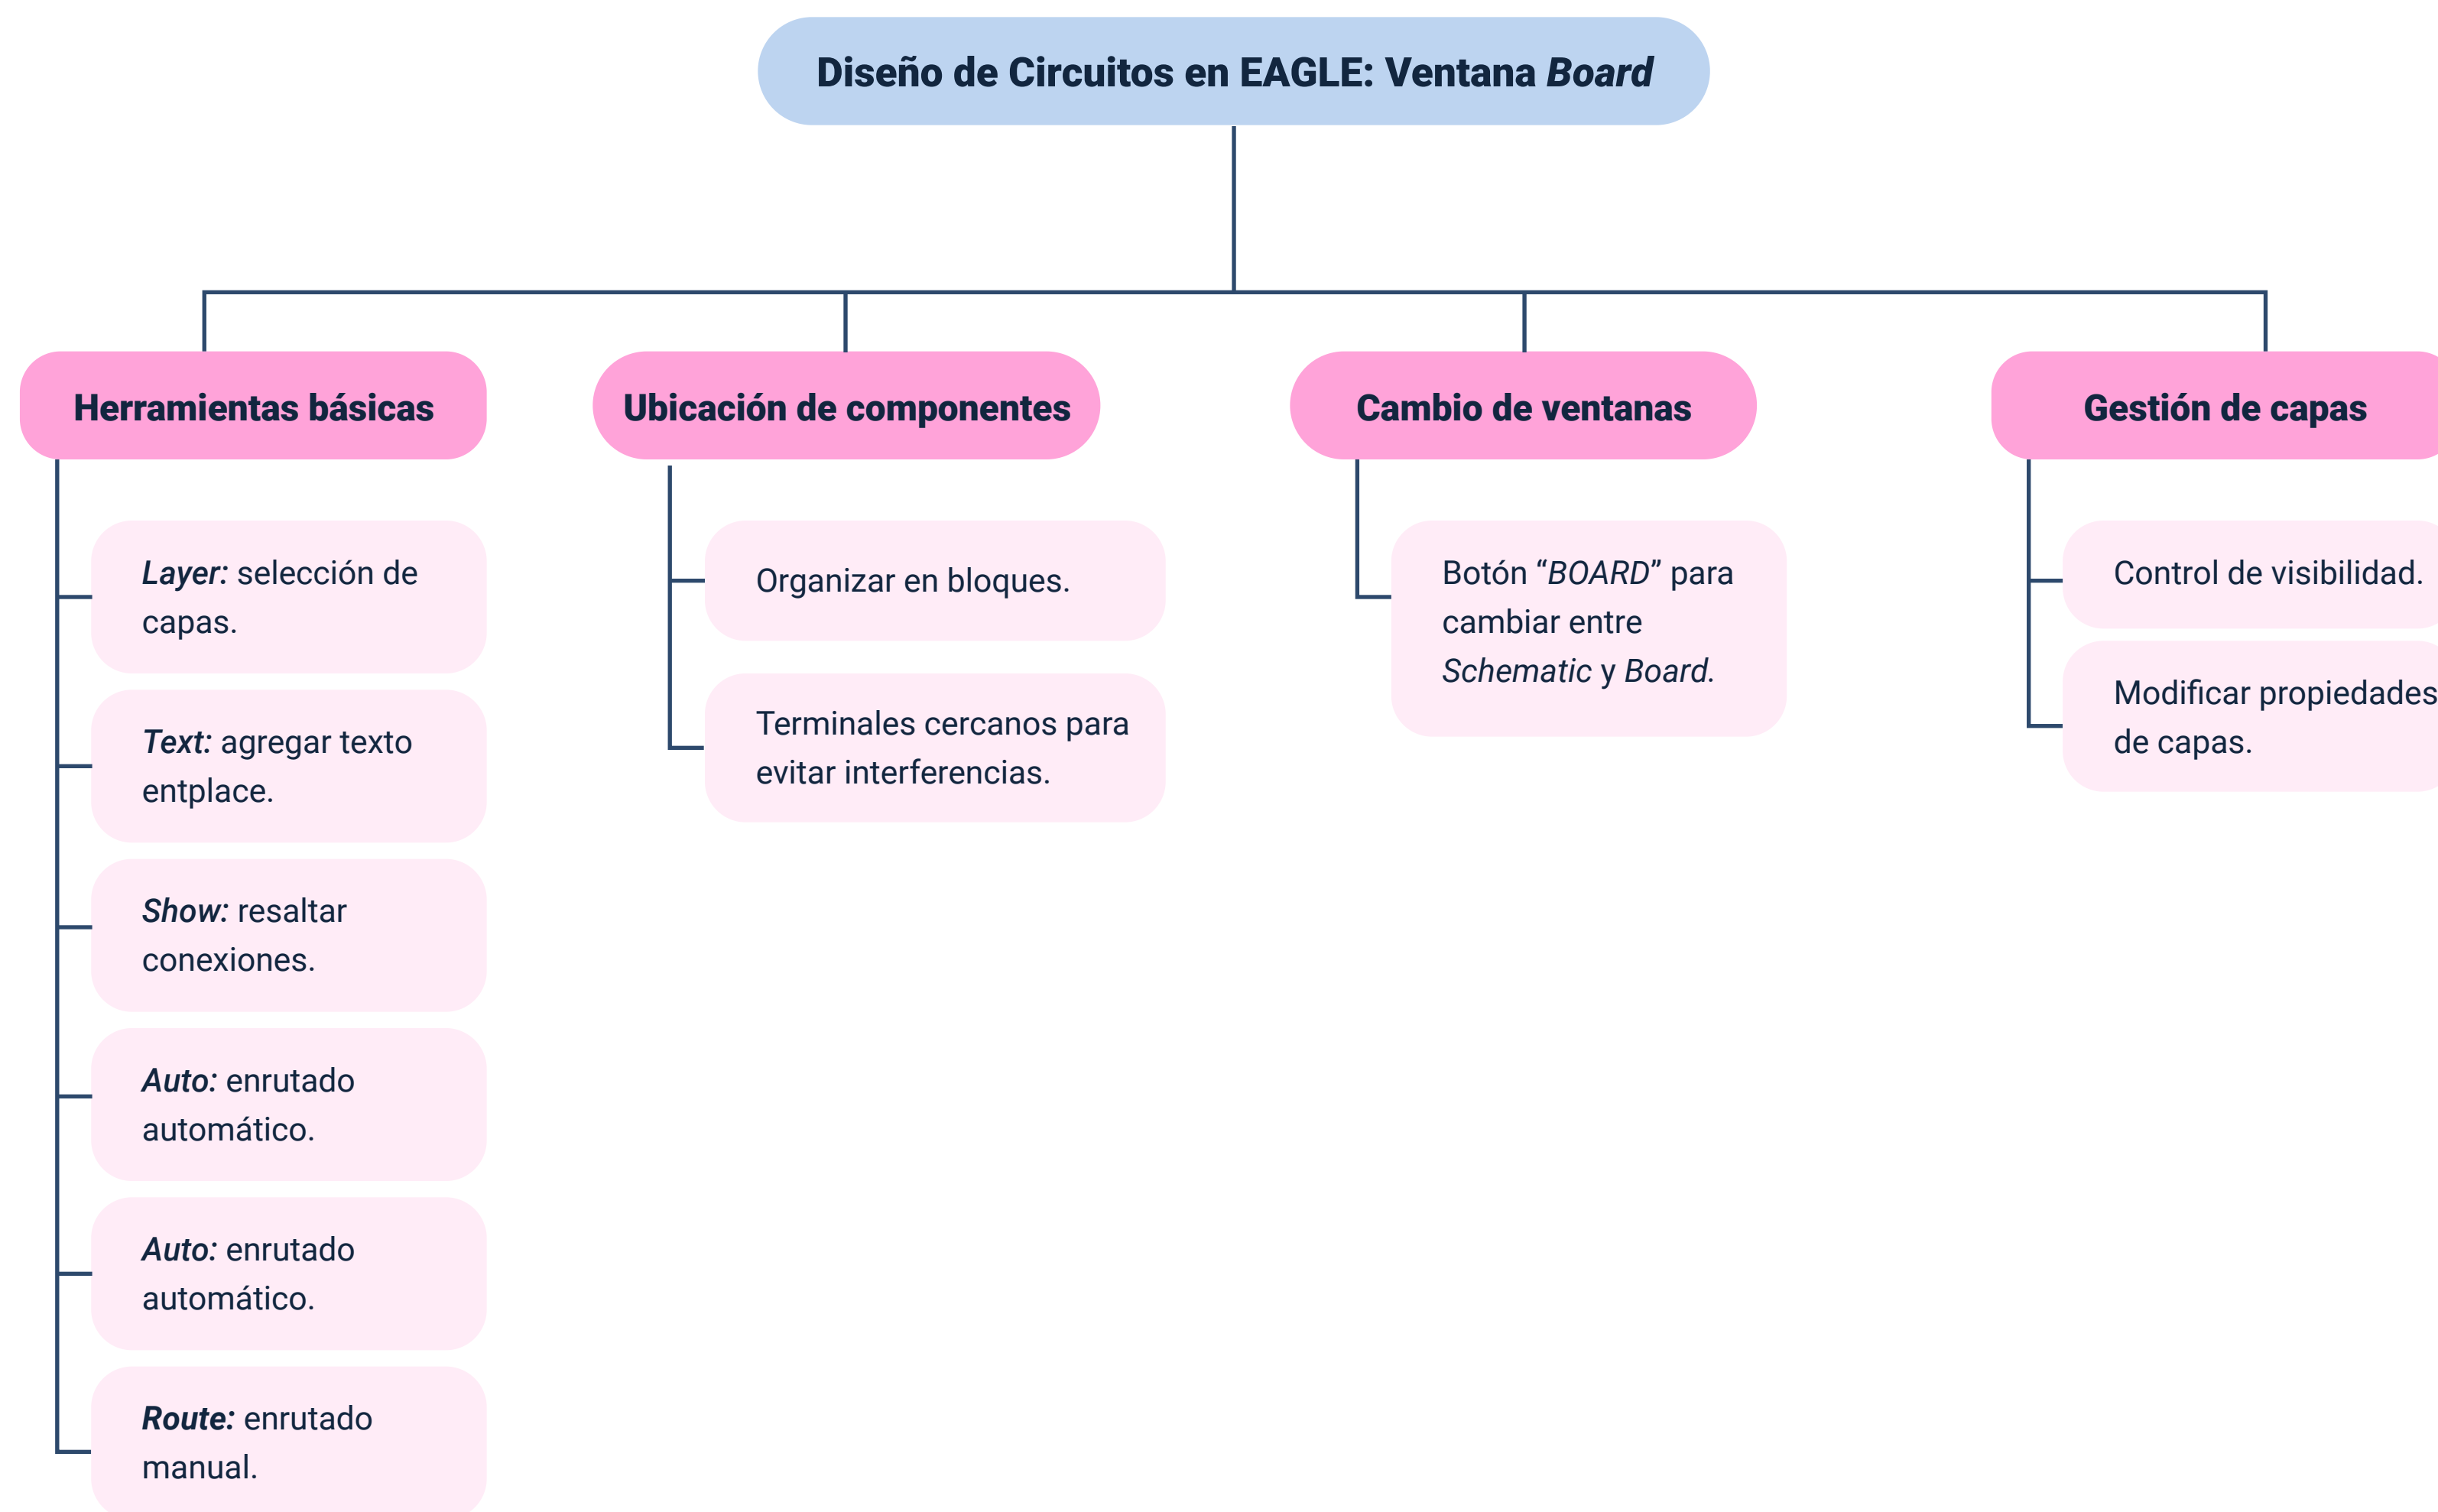 Diseño de Circuitos en EAGLE: Ventana Board
Herramientas básicas
Layer: selección de
capas.
Text: agregar texto
entplace.
Show: resaltar
conexiones.
Auto: enrutado
automático.
Auto: enrutado
automático.
Route: enrutado
manual.
Ubicación de componentes
Organizar en bloques.
Terminales cercanos para
evitar interferencias.
Cambio de ventanas
Botón “BOARD” para
cambiar entre
Schematic y Board.
Gestión de capas
Control de visibilidad.
Modificar propiedades
de capas.